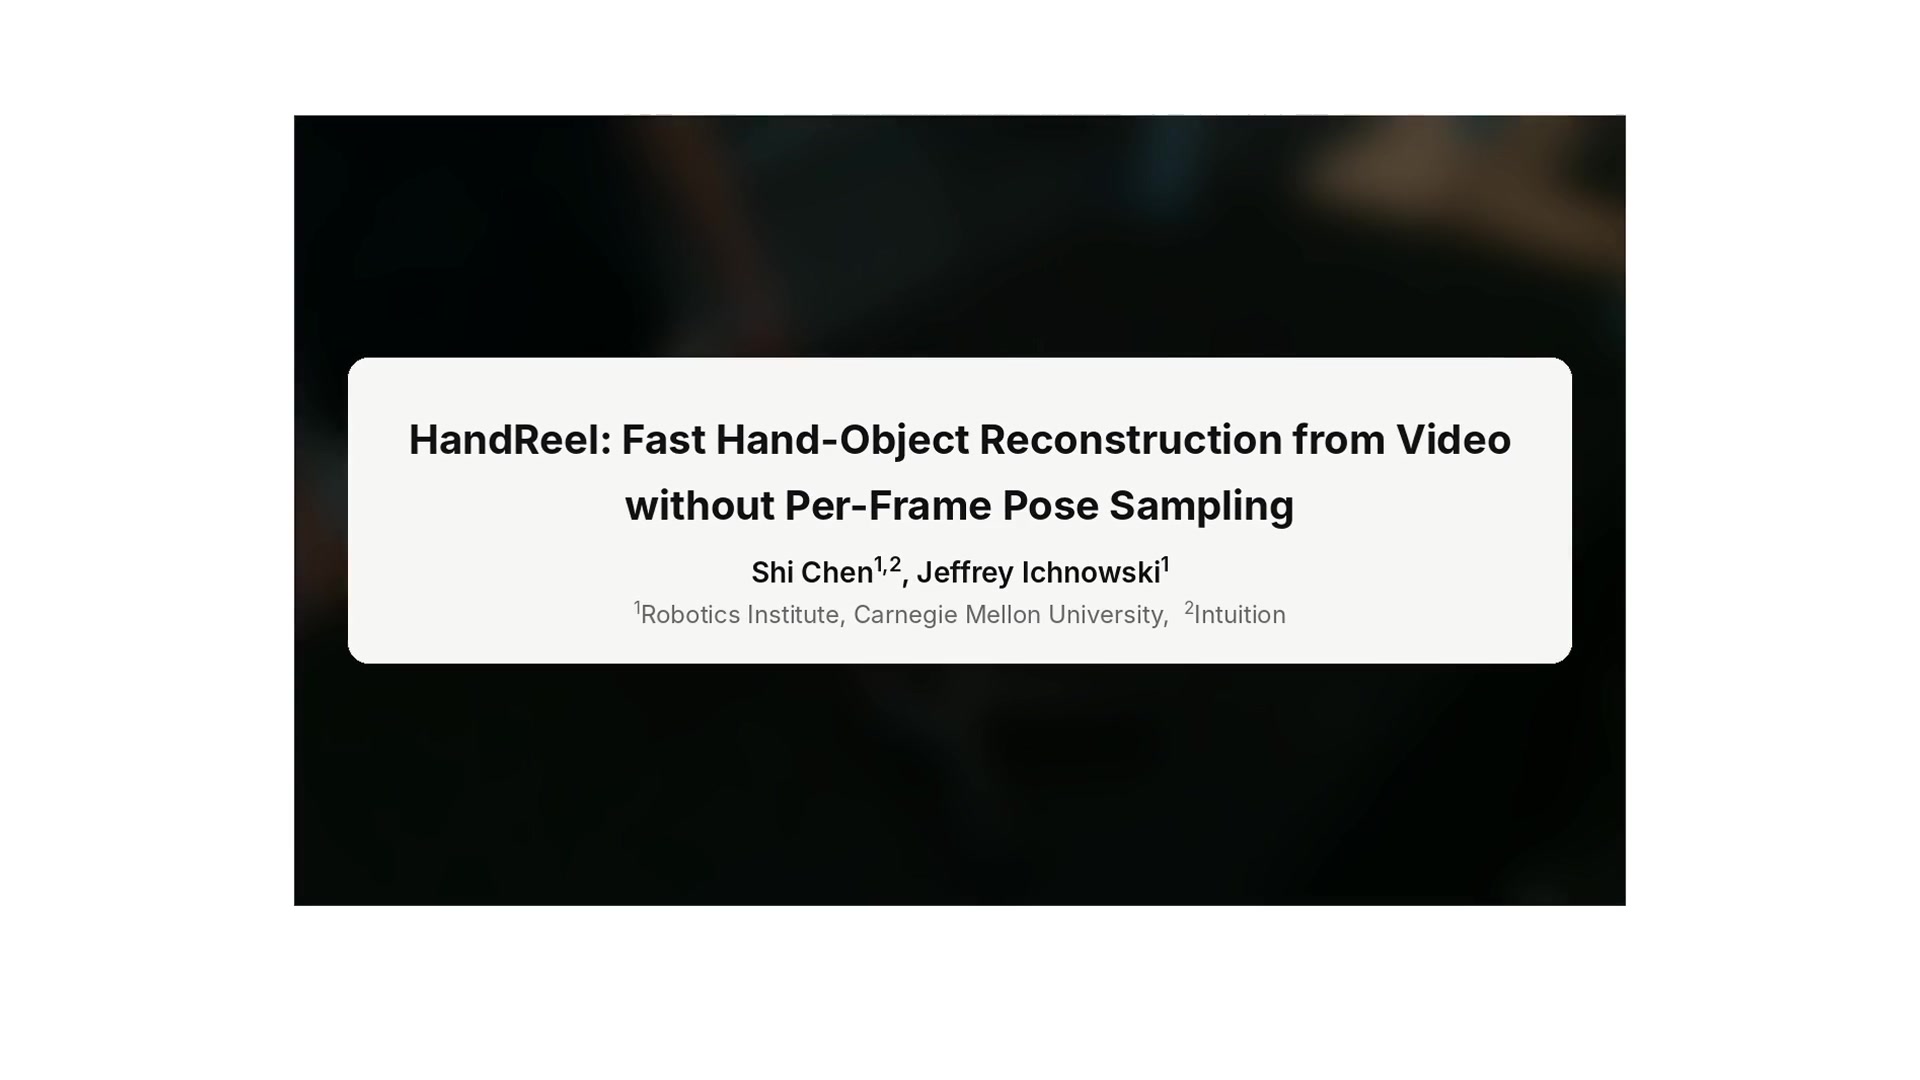 HandReel: Fast Hand-Object Reconstruction from Video
without Per-Frame Pose Sampling
Shi Chen1,2, Jeffrey Ichnowski1
1Robotics Institute, Carnegie Mellon University, 2Intuition